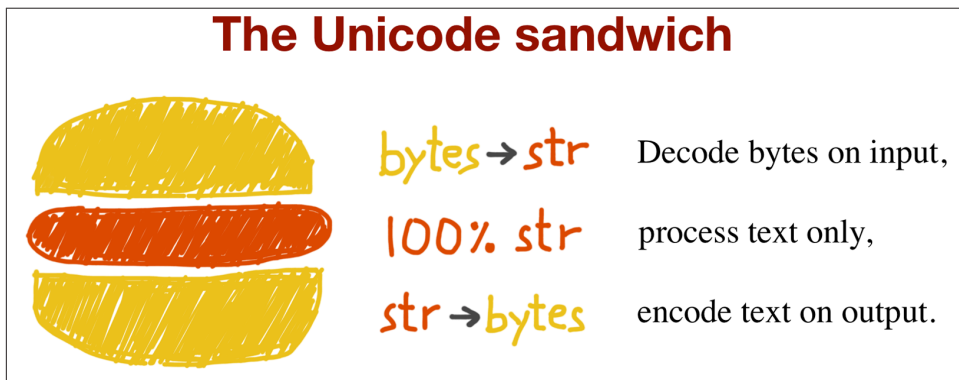 The Unicode sandwich
bytes → str Decode bytes on input,
100% str process text only,
str → bytes encode text on output.